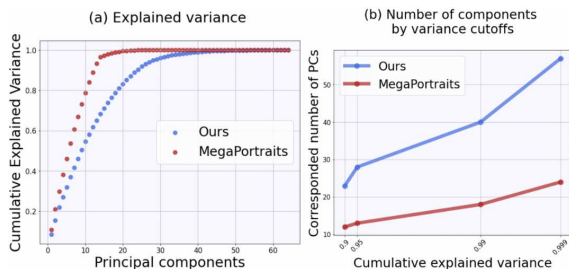 (a) Explained variance
Cumulative Explained Variance
1.0
0.8
0.6
0.4
0.2
Ours
MegaPortraits
0
10
20
30
40
50
60
Principal components
(b) Number of components
by variance cutoffs
Corresponded number of PCs
50
40
30
20
10
Ours
MegaPortraits
0.9
0.95
0.99
0.999
Cumulative explained variance